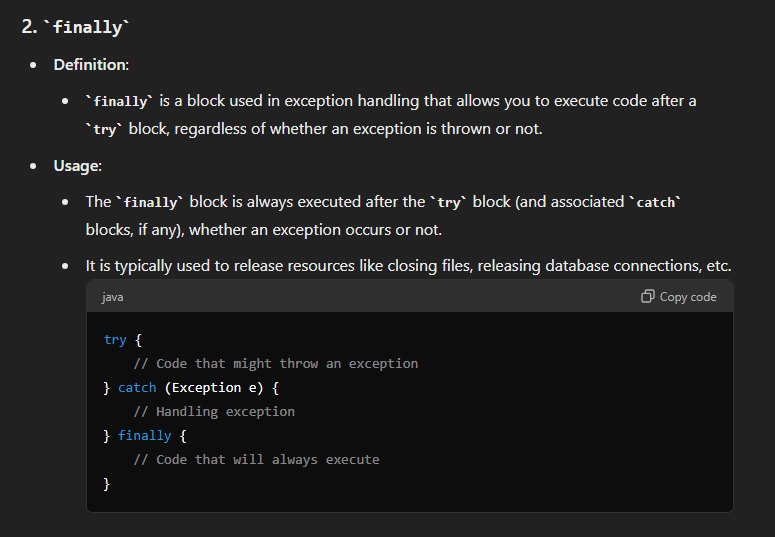 2. `finally`
• Definition:
• `finally` is a block used in exception handling that allows you to execute code after a
`try` block, regardless of whether an exception is thrown or not.
• Usage:
• The `finally` block is always executed after the `try` block (and associated `catch`
blocks, if any), whether an exception occurs or not.
• It is typically used to release resources like closing files, releasing database connections, etc.
java Copy code
try {
    // Code that might throw an exception
} catch (Exception e) {
    // Handling exception
} finally {
    // Code that will always execute
}